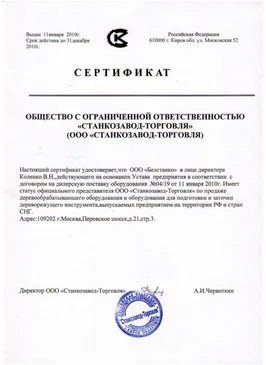 Выдан 11января 2010г.
Срок действия до 31декабря
2010г.
Российская Федерация
610000 г. Киров обл. ул. Московская 52
СЕРТИФИКАТ
ОБЩЕСТВО С ОГРАНИЧЕННОЙ ОТВЕТСТВЕННОСТЬЮ
«СТАНКОЗАВОД-ТОРГОВЛЯ»
(ООО «СТАНКОЗАВОД-ТОРГОВЛЯ)
Настоящий сертификат удостоверяет,что ООО «Белстанко» в лице директора
Коленко В.Н.,действующего на основании Устава предприятия в соответствии с
договором на дилерскую поставку оборудования №04/19 от 11 января 2010г. Имеет
статус официального представителя ООО «Станкозавод-Торговля» по продаже
деревообрабатывающего оборудования и оборудования для подготовки и заточки
дереворежущего инструмента,выпускаемых предприятием на территории РФ и стран
СНГ.
Адрес:109202 г.Москва,Перовское шоссе,д.21,стр.3.
Директор ООО «Станкозавод-Торговля»
А.И.Червоткин